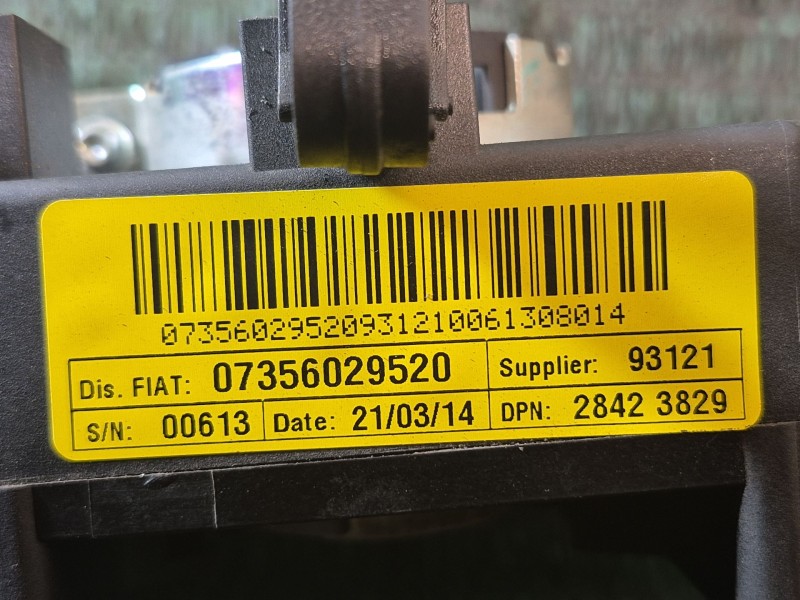 07356029520931210061308014
Dis. FIAT: 07356029520 Supplier: 93121
S/N: 00613 Date: 21/03/14 DPN: 2842 3829